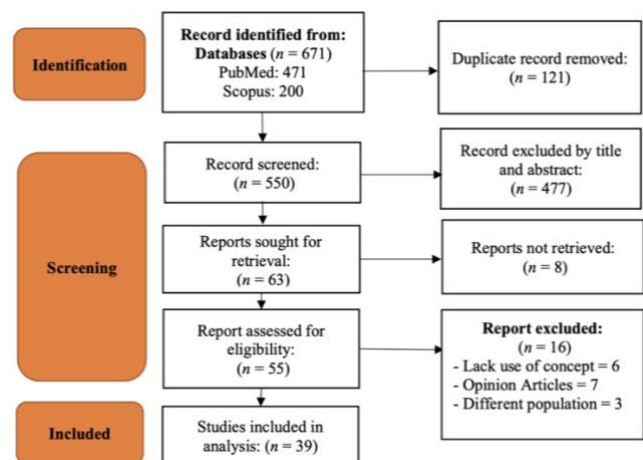 Identification
Record identified from:
Databases (n = 671)
PubMed: 471
Scopus: 200
Duplicate record removed:
(n = 121)
Screening
Record screened:
(n = 550)
Record excluded by title
and abstract:
(n = 477)
Reports sought for
retrieval:
(n = 63)
Reports not retrieved:
(n = 8)
Report assessed for
eligibility:
(n = 55)
Report excluded:
(n = 16)
- Lack use of concept = 6
- Opinion Articles = 7
- Different population = 3
Included
Studies included in
analysis: (n = 39)